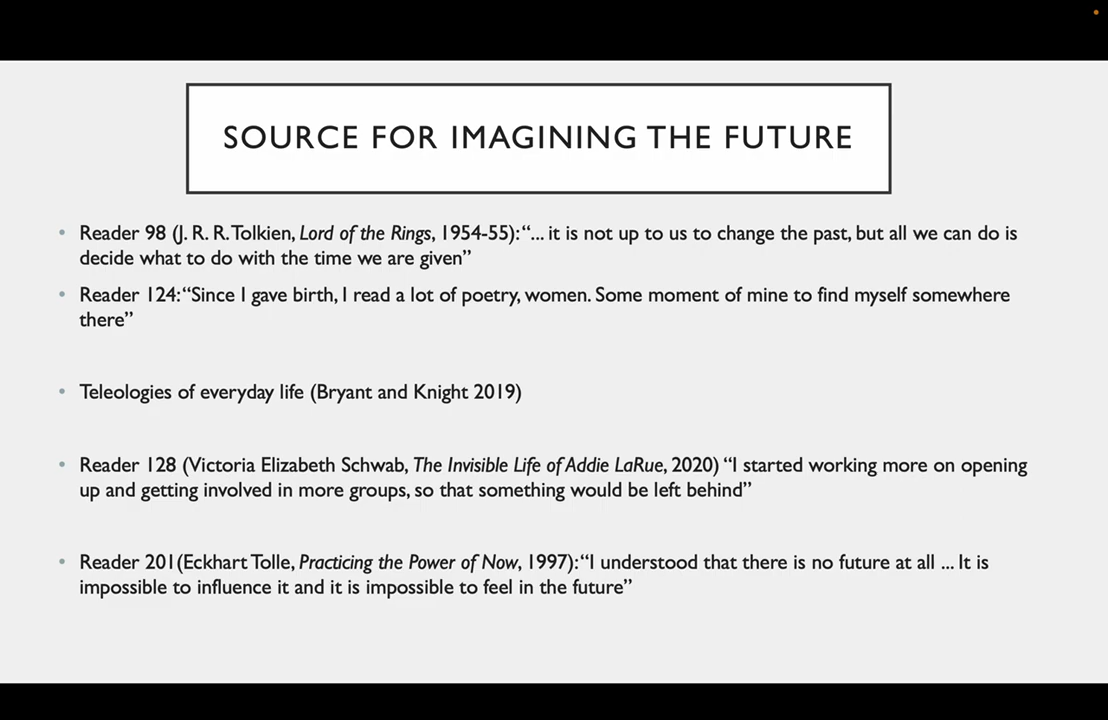 SOURCE FOR IMAGINING THE FUTURE
• Reader 98 (J. R. R. Tolkien, Lord of the Rings, 1954-55): “... it is not up to us to change the past, but all we can do is
decide what to do with the time we are given”
• Reader 124: “Since I gave birth, I read a lot of poetry, women. Some moment of mine to find myself somewhere
there”
• Teleologies of everyday life (Bryant and Knight 2019)
• Reader 128 (Victoria Elizabeth Schwab, The Invisible Life of Addie LaRue, 2020) “I started working more on opening
up and getting involved in more groups, so that something would be left behind”
• Reader 201(Eckhart Tolle, Practicing the Power of Now, 1997): “I understood that there is no future at all ... It is
impossible to influence it and it is impossible to feel in the future”